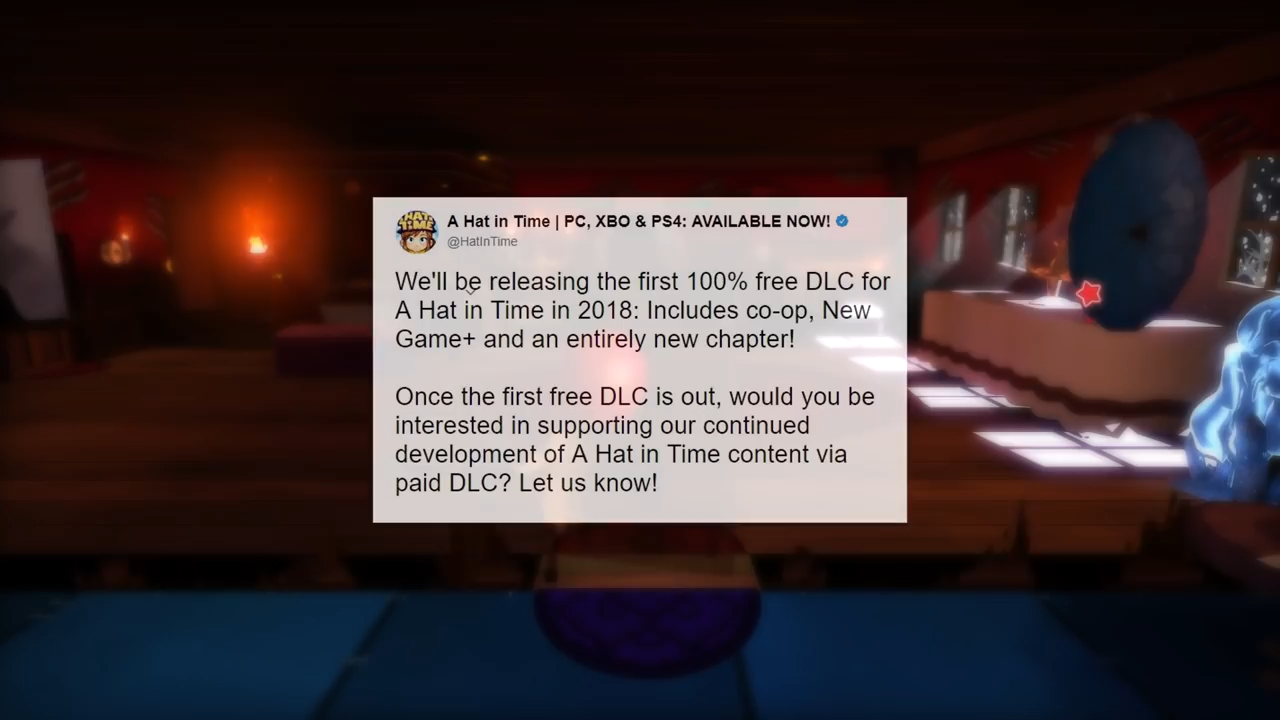 A Hat in Time | PC, XBO & PS4: AVAILABLE NOW!
@HatInTime
We'll be releasing the first 100% free DLC for
A Hat in Time in 2018: Includes co-op, New
Game+ and an entirely new chapter!
Once the first free DLC is out, would you be
interested in supporting our continued
development of A Hat in Time content via
paid DLC? Let us know!